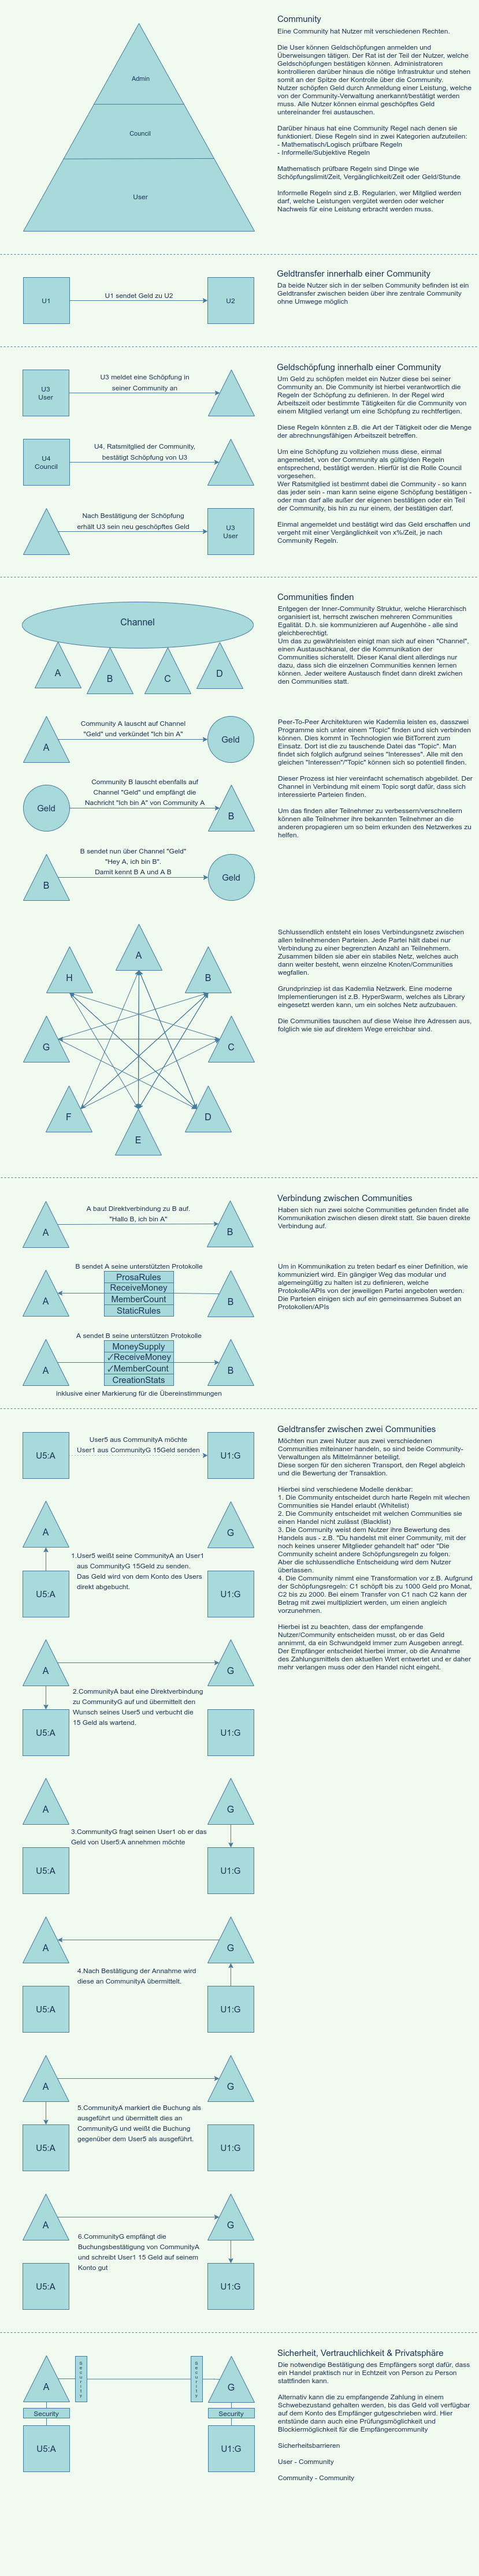 Community
Eine Community hat Nutzer mit verschiedenen Rechten.
Die User können Geldschöpfungen anmelden und
Überweisungen tätigen. Der Rat ist der Teil der Nutzer, welche
Geldschöpfungen bestätigen können. Administratoren
kontrollieren darüber hinaus die nötige Infrastruktur und stehen
somit an der Spitze der Kontrolle über die Community.
Nutzer schöpfen Geld durch Anmeldung einer Leistung, welche
von der Community-Verwaltung anerkannt/bestätigt werden
muss. Alle Nutzer können einmal geschöpftes Geld
untereinander frei austauschen.
Darüber hinaus hat eine Community Regel nach denen sie
funktioniert. Diese Regeln sind in zwei Kategorien aufzuteilen:
- Mathematisch/Logisch prüfbare Regeln
- Informelle/Subjektive Regeln
Mathematisch prüfbare Regeln sind Dinge wie
Schöpfungslimit/Zeit, Vergänglichkeit/Zeit oder Geld/Stunde
Informelle Regeln sind z.B. Regularien, wer Mitglied werden
darf, welche Leistungen vergütet werden oder welcher
Nachweis für eine Leistung erbracht werden muss.
Admin
Council
User
Geldtransfer innerhalb einer Community
Da beide Nutzer sich in der selben Community befinden ist ein
Geldtransfer zwischen beiden über ihre zentrale Community
ohne Umwege möglich
U1
U1 sendet Geld zu U2
U2
Geldschöpfung innerhalb einer Community
Um Geld zu schöpfen meldet ein Nutzer diese bei seiner
Community an. Die Community ist hierbei verantwortlich die
Regeln der Schöpfung zu definieren. In der Regel wird
Arbeitszeit oder bestimmte Tätigkeiten für die Community von
einem Mitglied verlangt um eine Schöpfung zu rechtfertigen.
Diese Regeln könnten z.B. die Art der Tätigkeit oder die Menge
der abrechnungsfähigen Arbeitszeit betreffen.
Um eine Schöpfung zu vollziehen muss diese, einmal
angemeldet, von der Community als gültig/den Regeln
entsprechend, bestätigt werden. Hierfür ist die Rolle Council
vorgesehen.
Wer Ratsmitglied ist bestimmt dabei die Community - so kann
das jeder sein - man kann seine eigene Schöpfung bestätigen -
oder man darf alle außer der eigenen bestätigen oder ein Teil
der Community, bis hin zu nur einem, der bestätigen darf.
Einmal angemeldet und bestätigt wird das Geld erschaffen und
vergeht mit einer Vergänglichkeit von x%/Zeit, je nach
Community Regeln.
U3
User
U3 meldet eine Schöpfung in
seiner Community an
U4
Council
U4, Ratsmitglied der Community,
bestätigt Schöpfung von U3
Nach Bestätigung der Schöpfung
erhält U3 sein neu geschöpftes Geld
U3
User
Communities finden
Entgegen der Inner-Community Struktur, welche Hierarchisch
organisiert ist, herrscht zwischen mehreren Communities
Egalität. D.h. sie kommunizieren auf Augenhöhe - alle sind
gleichberechtigt.
Um das zu gewährleisten einigt man sich auf einen "Channel",
einen Austauschkanal, der die Komunikation der
Communities sicherstellt. Dieser Kanal dient allerdings nur
dazu, dass sich die einzelnen Communities kennen lernen
können. Jeder weitere Austausch findet dann direkt zwichen
den Communities statt.
Channel
A
B
C
D
Peer-To-Peer Architekturen wie Kademlia leisten es, dasszwei
Programme sich unter einem "Topic" finden und sich verbinden
können. Dies kommt in Technologien wie BitTorrent zum
Einsatz. Dort ist die zu tauschende Datei das "Topic". Man
findet sich folglich aufgrund seines "Interesses". Alle mit den
gleichen "Interessen"/"Topic" können sich so potentiell finden.
Dieser Prozess ist hier vereinfacht schematisch abgebildet. Der
Channel in Verbindung mit einem Topic sorgt dafür, dass sich
interessierte Parteien finden.
Um das finden aller Teilnehmer zu verbessern/verschnellern
können alle Teilnehmer ihre bekannten Teilnehmer an die
anderen propagieren um so beim erkunden des Netzwerkes zu
helfen.
A
Community A lauscht auf Channel
"Geld" und verkündet "Ich bin A"
Geld
Geld
Community B lauscht ebenfalls auf
Channel "Geld" und empfängt die
Nachricht "Ich bin A" von Community A
B
B
B sendet nun über Channel "Geld"
"Hey A, ich bin B".
Damit kennt B A und A B
Geld
Schlussendlich entsteht ein loses Verbindungsnetz zwischen
allen teilnehmenden Parteien. Jede Partei hält dabei nur
Verbindung zu einer begrenzten Anzahl an Teilnehmern.
Zusammen bilden sie aber ein stabiles Netz, welches auch
dann weiter besteht, wenn einzelne Knoten/Communities
wegfallen.
Grundprinziep ist das Kademlia Netzwerk. Eine moderne
Implementierungen ist z.B. HyperSwarm, welches als Library
eingesetzt werden kann, um ein solches Netz aufzubauen.
Die Communities tauschen auf diese Weise ihre Adressen aus,
folglich wie sie auf direktem Wege erreichbar sind.
A
H
B
G
C
F
D
E
Verbindung zwischen Communities
Haben sich nun zwei solche Communities gefunden findet alle
Kommunikation zwischen diesen direkt statt. Sie bauen direkte
Verbindung auf.
A
A baut Direktverbindung zu B auf.
"Hallo B, ich bin A"
B
Um in Kommunikation zu treten bedarf es einer Definition, wie
kommuniziert wird. Ein gängiger Weg das modular und
algemeingültig zu halten ist zu definieren, welche
Protokolle/APIs von der jeweiligen Partei angeboten werden.
Die Parteien einigen sich auf ein gemeinsammes Subset an
Protokollen/APIs
B sendet A seine unterstützten Protokolle
A
ProsaRules
ReceiveMoney
MemberCount
StaticRules
B
A sendet B seine unterstützen Protokolle
A
MoneySupply
✓ReceiveMoney
✓MemberCount
CreationStats
B
inklusive einer Markierung für die Übereinstimmungen
Geldtransfer zwischen zwei Communities
Möchten nun zwei Nutzer aus zwei verschiedenen
Communities miteinaner handeln, so sind beide Community-
Verwaltungen als Mittelmänner beteiligt.
Diese sorgen für den sicheren Transport, den Regel abgleich
und die Bewertung der Transaktion.
Hierbei sind verschiedene Modelle denkbar:
1. Die Community entscheidet durch harte Regeln mit wlechen
Communities sie Handel erlaubt (Whitelist)
2. Die Community entscheidet mit welchen Communities sie
einen Handel nicht zulässt (Blacklist)
3. Die Community weist dem Nutzer ihre Bewertung des
Handels aus - z.B. "Du handelst mit einer Community, mit der
noch keines unserer Mitglieder gehandelt hat" oder "Die
Community scheint andere Schöpfungsregeln zu folgen.
Aber die schlussendliche Entscheidung wird dem Nutzer
überlassen.
4. Die Community nimmt eine Transformation vor z.B. Aufgrund
der Schöpfungsregeln: C1 schöpft bis zu 1000 Geld pro Monat,
C2 bis zu 2000. Bei einem Transfer von C1 nach C2 kann der
Betrag mit zwei multipliziert werden, um einen angleich
vorzunehmen.
Hierbei ist zu beachten, dass der empfangende
Nutzer/Community entscheiden musst, ob er das Geld
annimmt, da ein Schwundgeld immer zum Ausgeben anregt.
Der Empfänger entscheidet hierbei immer, ob die Annahme
des Zahlungsmittels den aktuellen Wert entwertet und er daher
mehr verlangen muss oder den Handel nicht eingeht.
U5:A
User5 aus CommunityA möchte
User1 aus CommunityG 15Geld senden
U1:G
A
G
1.User5 weißt seine CommunityA an User1
aus CommunityG 15Geld zu senden.
Das Geld wird von dem Konto des Users
direkt abgebucht.
U5:A
U1:G
A
G
2.CommunityA baut eine Direktverbindung
zu CommunityG auf und übermittelt den
Wunsch seines User5 und verbucht die
15 Geld als wartend.
U5:A
U1:G
A
G
3.CommunityG fragt seinen User1 ob er das
Geld von User5:A annehmen möchte
U5:A
U1:G
A
G
4.Nach Bestätigung der Annahme wird
diese an CommunityA übermittelt.
U5:A
U1:G
A
G
5.CommunityA markiert die Buchung als
ausgeführt und übermittelt dies an
CommunityG und weißt die Buchung
gegenüber dem User5 als ausgeführt.
U5:A
U1:G
A
G
6.CommunityG empfängt die
Buchungsbestätigung von CommunityA
und schreibt User1 15 Geld auf seinem
Konto gut
U5:A
U1:G
Sicherheit, Vertrauchlichkeit & Privatsphäre
Die notwendige Bestätigung des Empfängers sorgt dafür, dass
ein Handel praktisch nur in Echtzeit von Person zu Person
stattfinden kann.
Alternativ kann die zu empfangende Zahlung in einem
Schwebezustand gehalten werden, bis das Geld voll verfügbar
auf dem Konto des Empfänger gutgeschrieben wird. Hier
entstünde dann auch eine Prüfungsmöglichkeit und
Blockiermöglichkeit für die Empfängercommunity
Sicherheitsbarrieren
User - Community
Community - Community
A
Security
Security
G
Security
Security
U5:A
U1:G